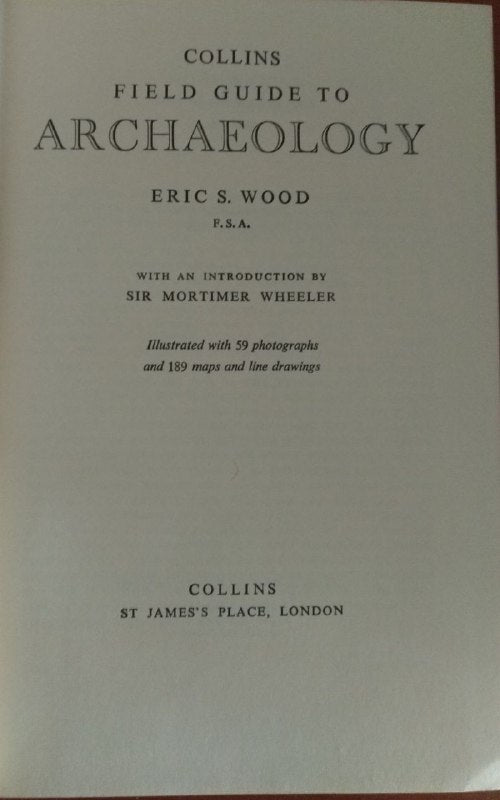 COLLINS
FIELD GUIDE TO
ARCHAEOLOGY
ERIC S. WOOD
F.S.A.
WITH AN INTRODUCTION BY
SIR MORTIMER WHEELER
Illustrated with 59 photographs
and 189 maps and line drawings
COLLINS
ST JAMES'S PLACE, LONDON